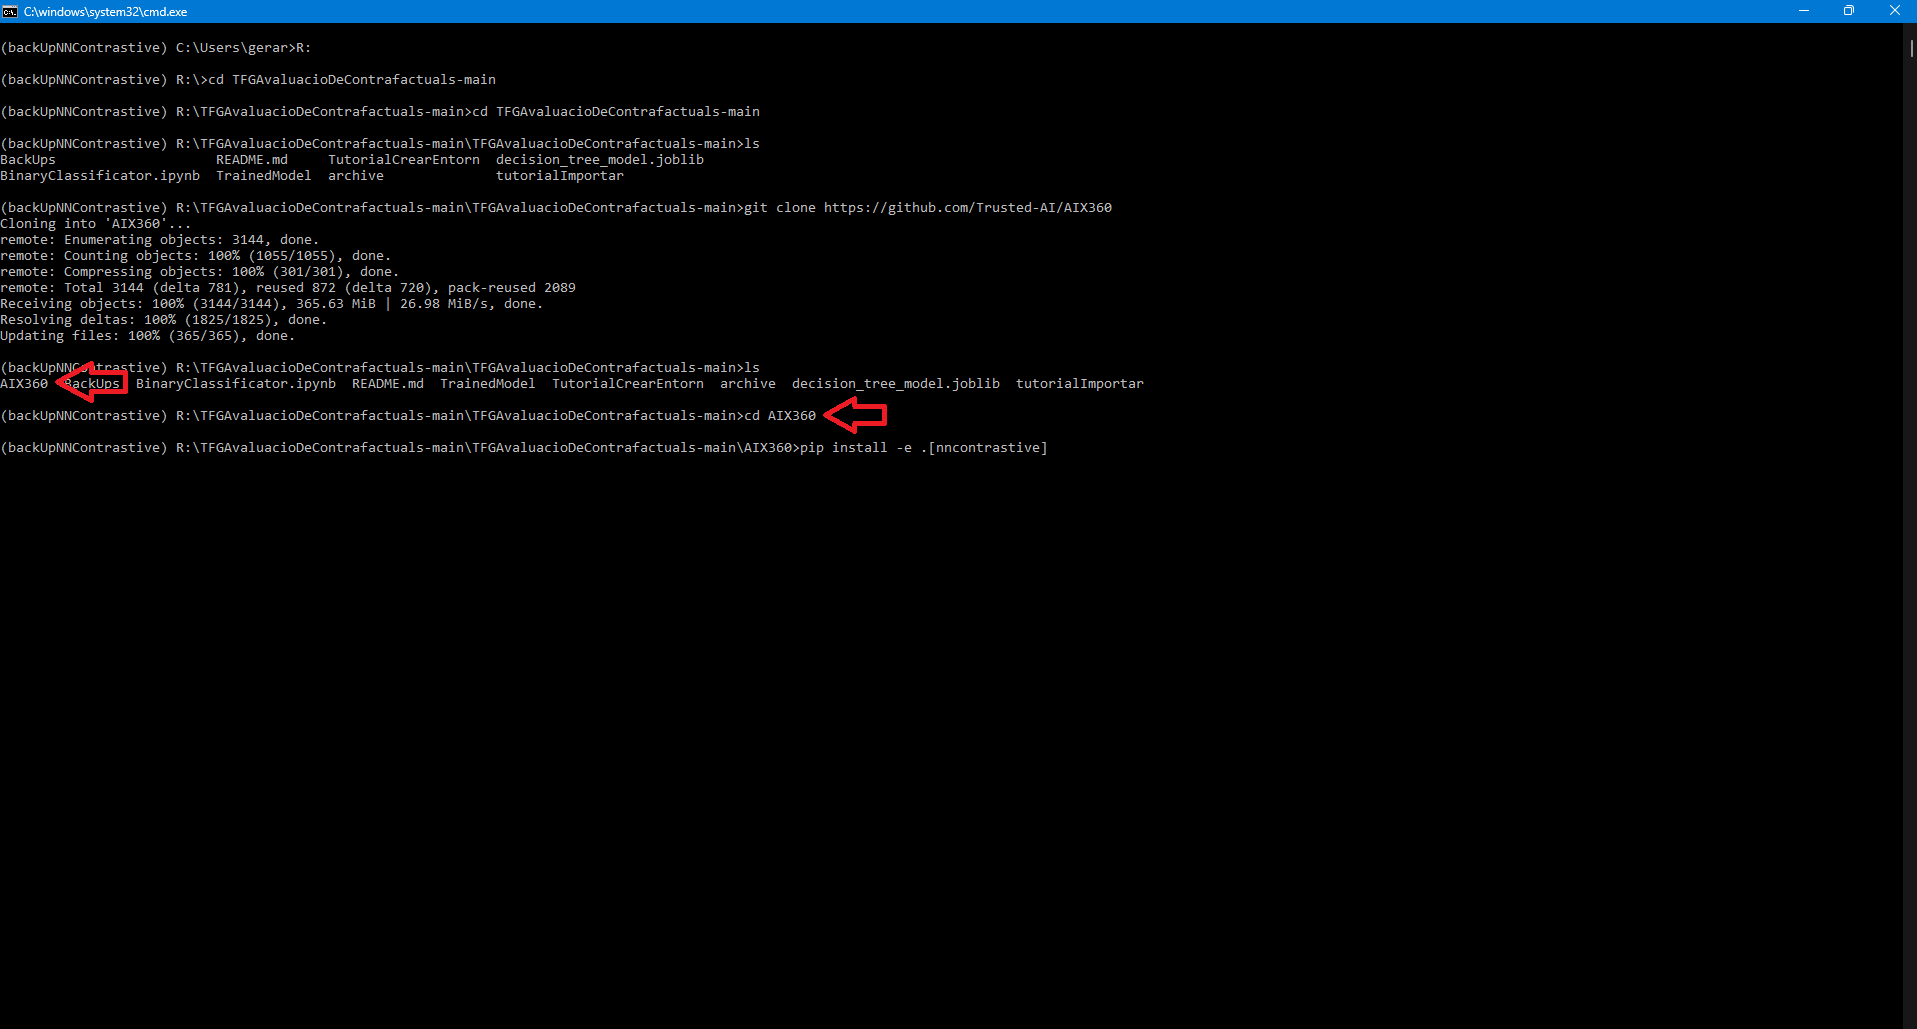 C:\windows\system32\cmd.exe
(backUpNNContrastive) C:\Users\gerar>R:
(backUpNNContrastive) R:\>cd TFGAvaluacioDeContrafactuals-main
(backUpNNContrastive) R:\TFGAvaluacioDeContrafactuals-main>cd TFGAvaluacioDeContrafactuals-main
(backUpNNContrastive) R:\TFGAvaluacioDeContrafactuals-main\TFGAvaluacioDeContrafactuals-main>ls
BackUps                    README.md     TutorialCrearEntorn  decision_tree_model.joblib
BinaryClassificator.ipynb  TrainedModel  archive              tutorialImportar
(backUpNNContrastive) R:\TFGAvaluacioDeContrafactuals-main\TFGAvaluacioDeContrafactuals-main>git clone https://github.com/Trusted-AI/AIX360
Cloning into 'AIX360'...
remote: Enumerating objects: 3144, done.
remote: Counting objects: 100% (1055/1055), done.
remote: Compressing objects: 100% (301/301), done.
remote: Total 3144 (delta 781), reused 872 (delta 720), pack-reused 2089
Receiving objects: 100% (3144/3144), 365.63 MiB | 26.98 MiB/s, done.
Resolving deltas: 100% (1825/1825), done.
Updating files: 100% (365/365), done.
(backUpNNContrastive) R:\TFGAvaluacioDeContrafactuals-main\TFGAvaluacioDeContrafactuals-main>ls
AIX360  BackUps  BinaryClassificator.ipynb  README.md  TrainedModel  TutorialCrearEntorn  archive  decision_tree_model.joblib  tutorialImportar
(backUpNNContrastive) R:\TFGAvaluacioDeContrafactuals-main\TFGAvaluacioDeContrafactuals-main>cd AIX360
(backUpNNContrastive) R:\TFGAvaluacioDeContrafactuals-main\TFGAvaluacioDeContrafactuals-main\AIX360>pip install -e .[nncontrastive]